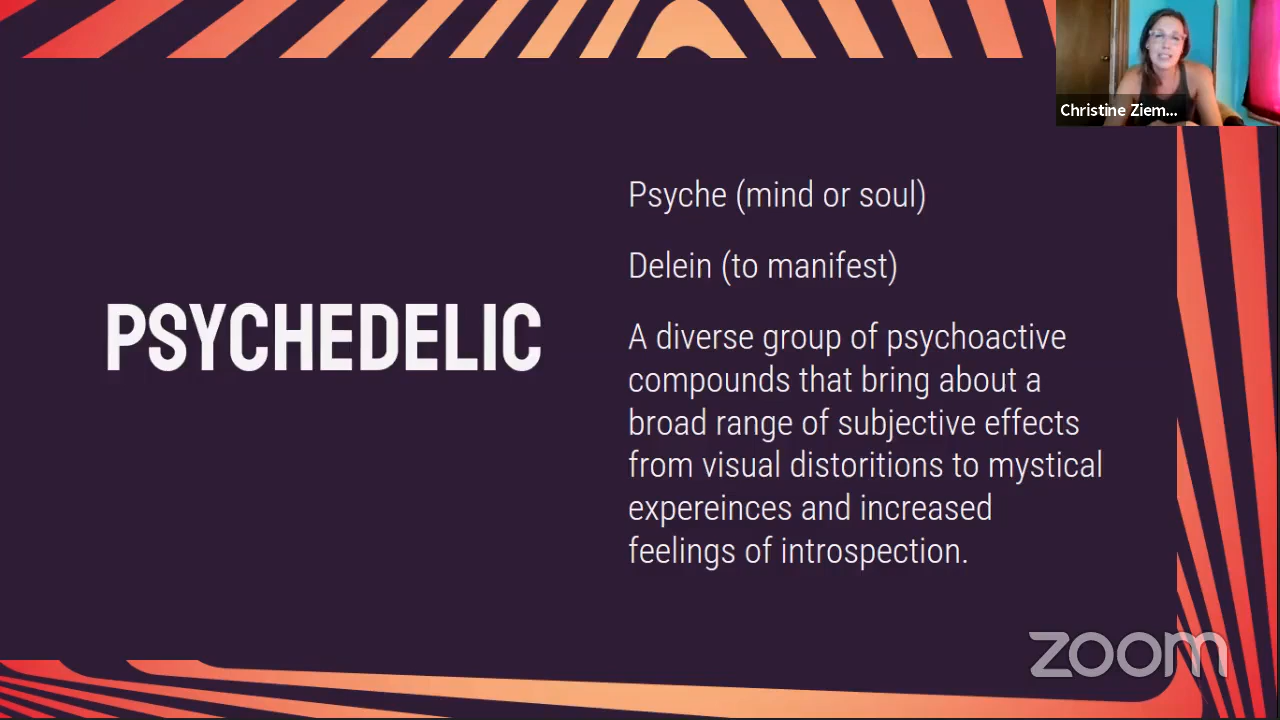 Christine Ziem...
Psyche (mind or soul)
Delein (to manifest)
PSYCHEDELIC
A diverse group of psychoactive
compounds that bring about a
broad range of subjective effects
from visual distoritions to mystical
expereinces and increased
feelings of introspection.
zoom